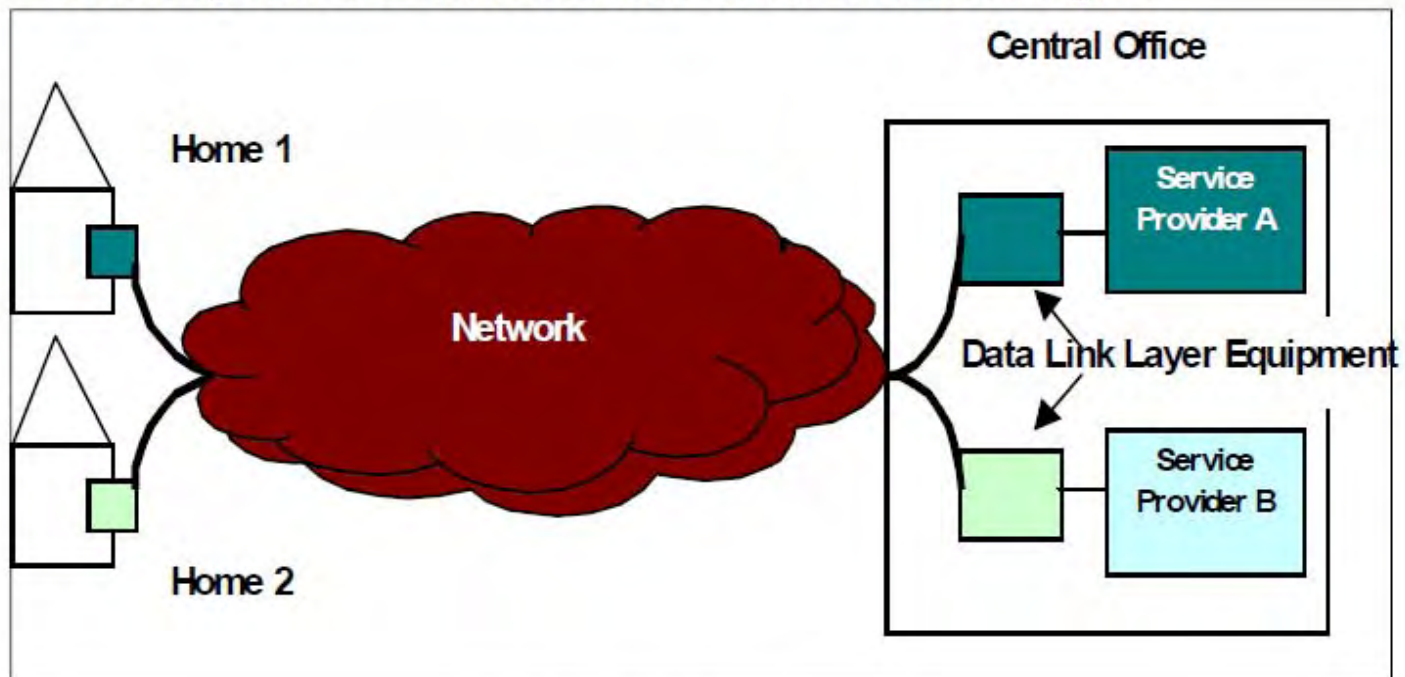 Central Office
Home 1
Service
Provider A
Network
Data Link Layer Equipment
Service
Provider B
Home 2